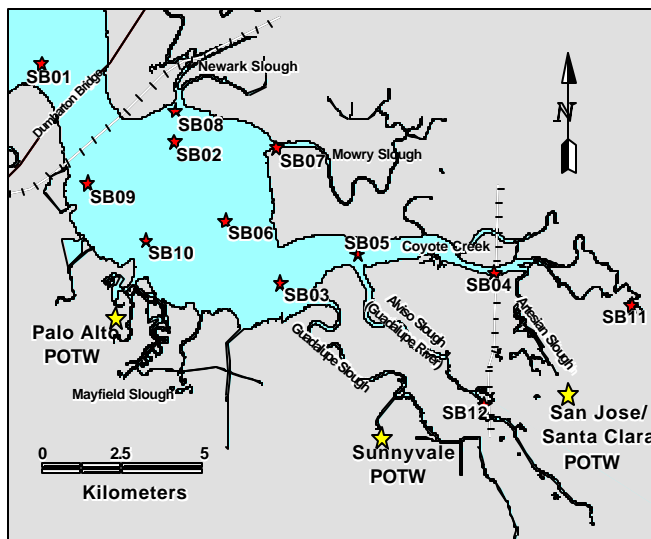 SB01
Dumbarton Bridge
Newark Slough
SB08
SB02
SB07
Mowry Slough
N
SB09
SB06
SB10
SB05
Coyote Creek
SB04
SB03
SB11
Palo Alto
POTW
Alviso Slough
(Guadalupe River)
Artesian Slough
Guadalupe Slough
Mayfield Slough
SB12
San Jose/
Santa Clara
POTW
Sunnyvale
POTW
0 2.5 5
Kilometers